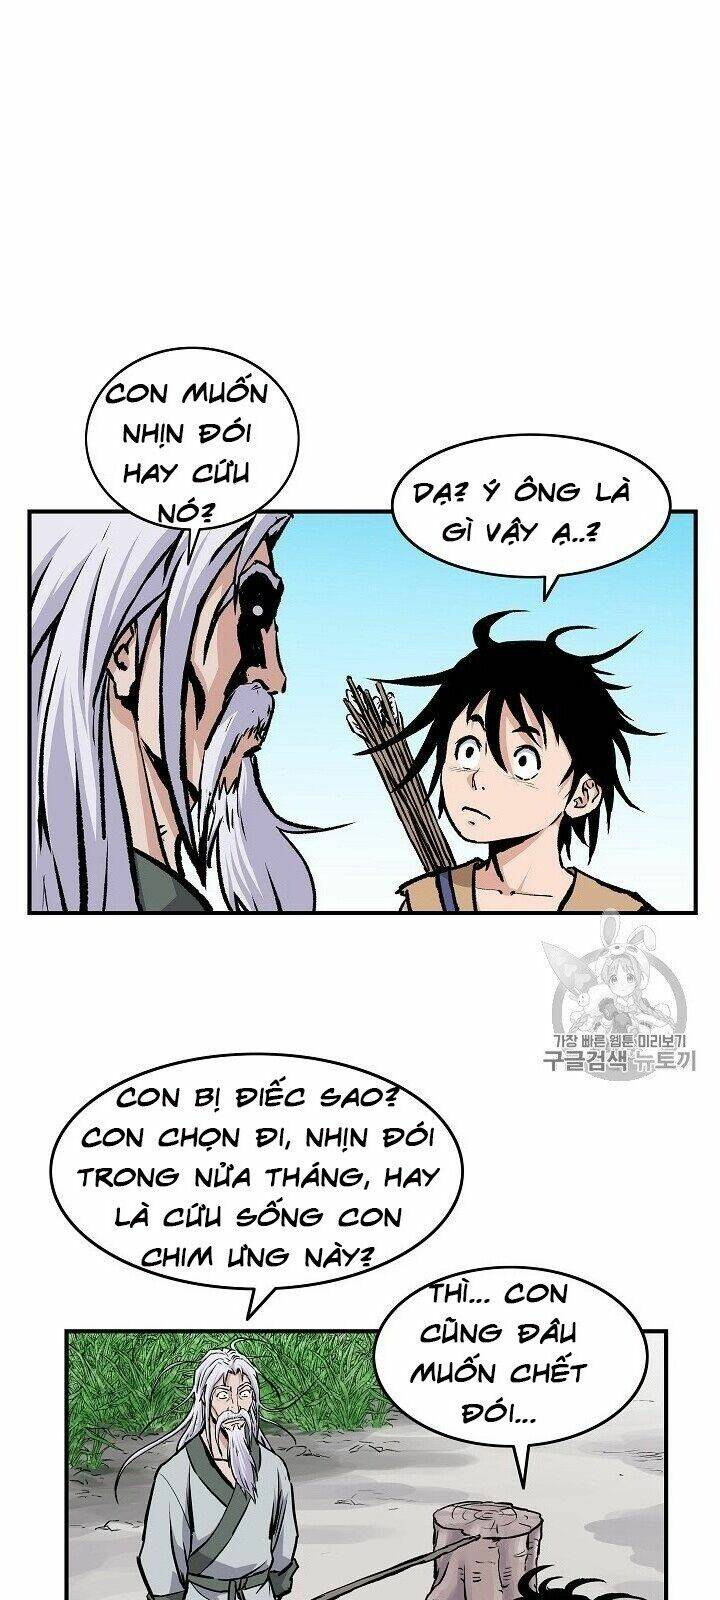 CON MUỐN
NHỊN ĐÓI
HAY CỨU
NÓ?
DẠ? Ý ÔNG LÀ
GÌ VẬY Ạ..?
가장 빠른 웹툰 미리보기
구글검색 뉴토끼
CON BỊ ĐIẾC SAO?
CON CHỌN ĐI, NHỊN ĐÓI
TRONG NỬA THÁNG, HAY
LÀ CỨU SỐNG CON
CHIM ƯNG NÀY?
THÌ... CON
CŨNG ĐÂU
MUỐN CHẾT
ĐÓI...